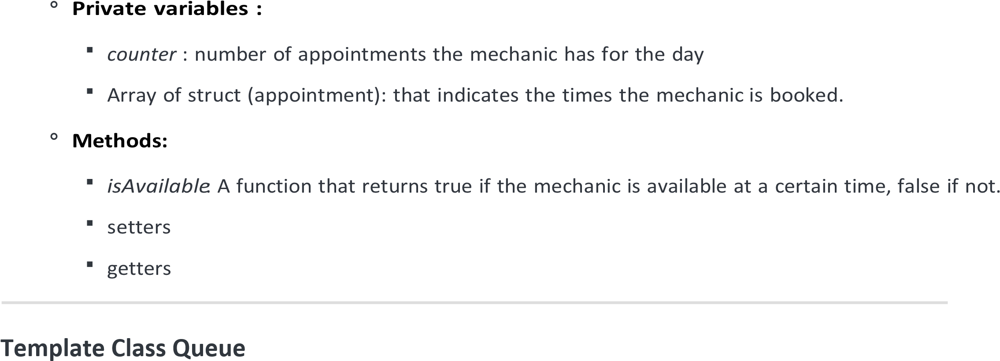 ° Private variables :
▪ counter : number of appointments the mechanic has for the day
▪ Array of struct (appointment): that indicates the times the mechanic is booked.
° Methods:
▪ isAvailable: A function that returns true if the mechanic is available at a certain time, false if not.
▪ setters
▪ getters
Template Class Queue